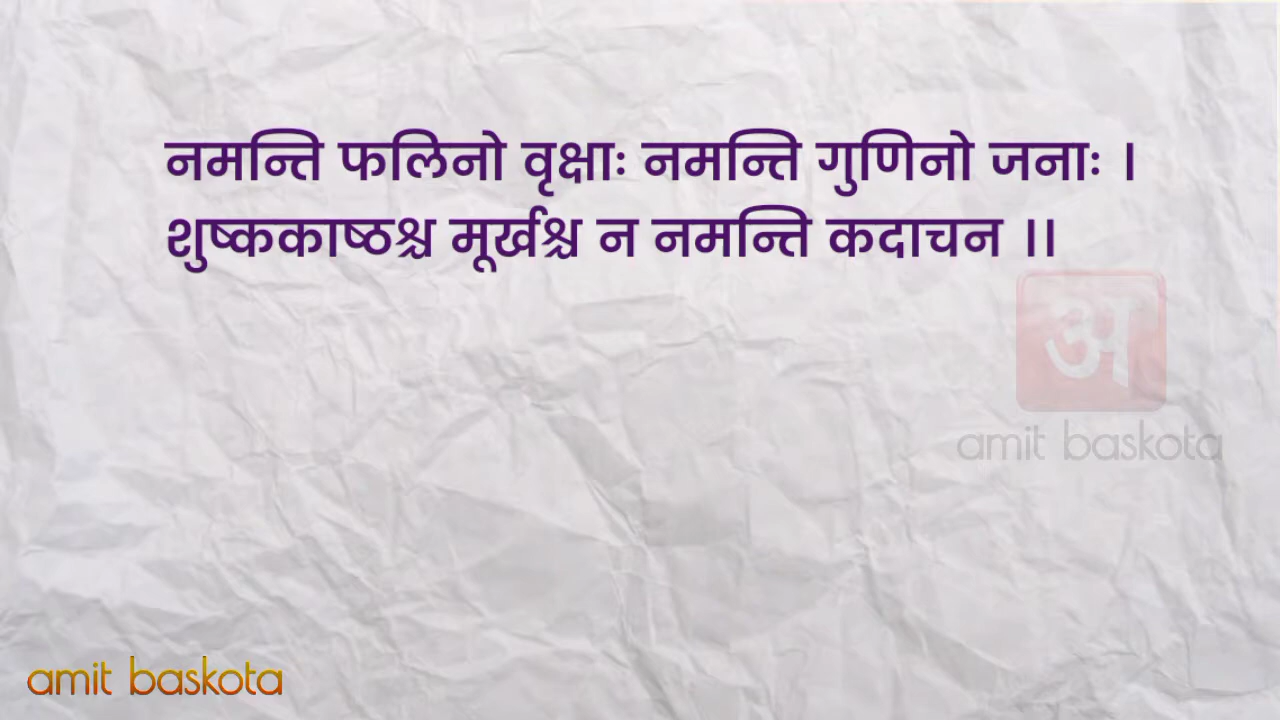 नमन्ति फलिनो वृक्षाः नमन्ति गुणिनो जनाः ।
शुष्ककाष्ठश्च मूर्खश्च न नमन्ति कदाचन ।।
अ
amit baskota
amit baskota